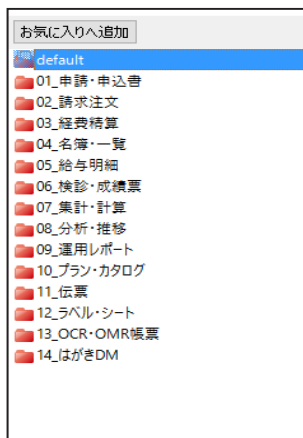 お気に入りへ追加
default
01_申請・申込書
02_請求注文
03_経費精算
04_名簿・一覧
05_給与明細
06_検診・成績票
07_集計・計算
08_分析・推移
09_運用レポート
10_プラン・カタログ
11_伝票
12_ラベル・シート
13_OCR・OMR帳票
14_はがきDM